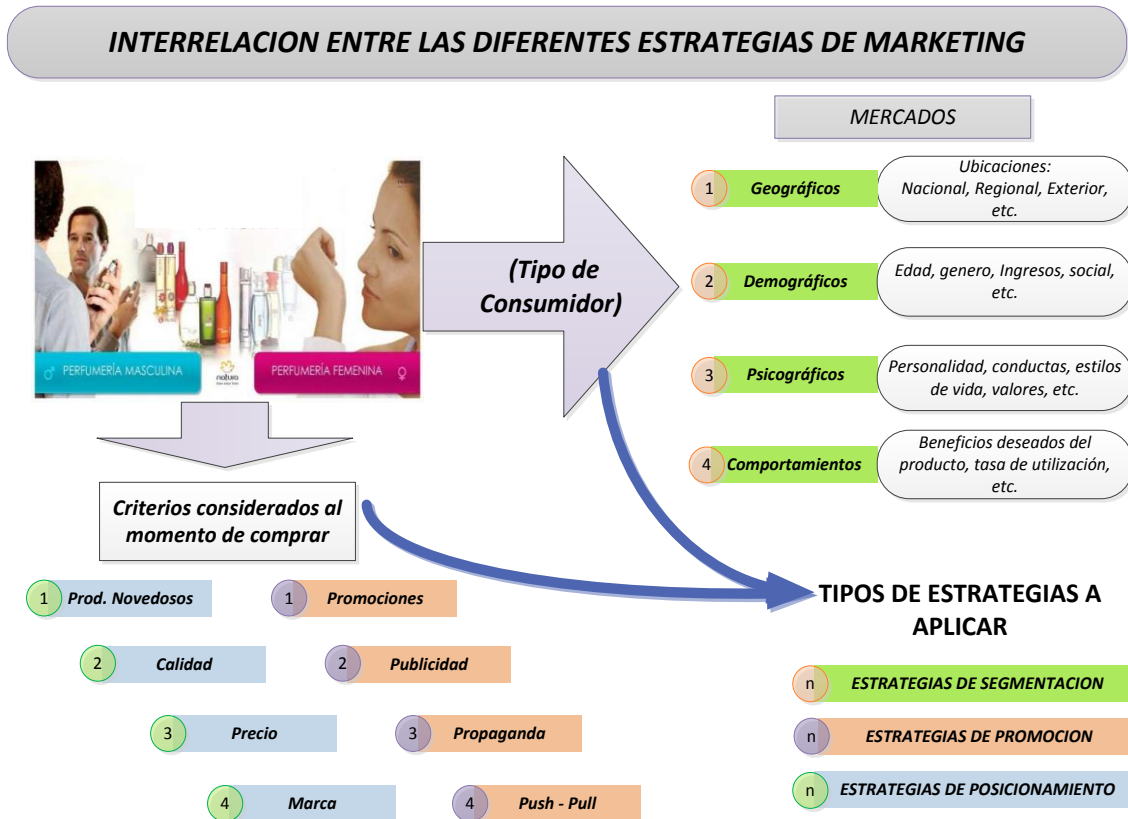 INTERRELACION ENTRE LAS DIFERENTES ESTRATEGIAS DE MARKETING
MERCADOS
1
Geográficos
Ubicaciones:
Nacional, Regional, Exterior,
etc.
2
Demográficos
Edad, genero, Ingresos, social,
etc.
3
Psicográficos
Personalidad, conductas, estilos
de vida, valores, etc.
4
Comportamientos
Beneficios deseados del
producto, tasa de utilización,
etc.
(Tipo de
Consumidor)
PERFUMERÍA MASCULINA
natura
PERFUMERÍA FEMENINA
Criterios considerados al
momento de comprar
1
Prod. Novedosos
2
Calidad
3
Precio
4
Marca
1
Promociones
2
Publicidad
3
Propaganda
4
Push - Pull
TIPOS DE ESTRATEGIAS A
APLICAR
n
ESTRATEGIAS DE SEGMENTACION
n
ESTRATEGIAS DE PROMOCION
n
ESTRATEGIAS DE POSICIONAMIENTO